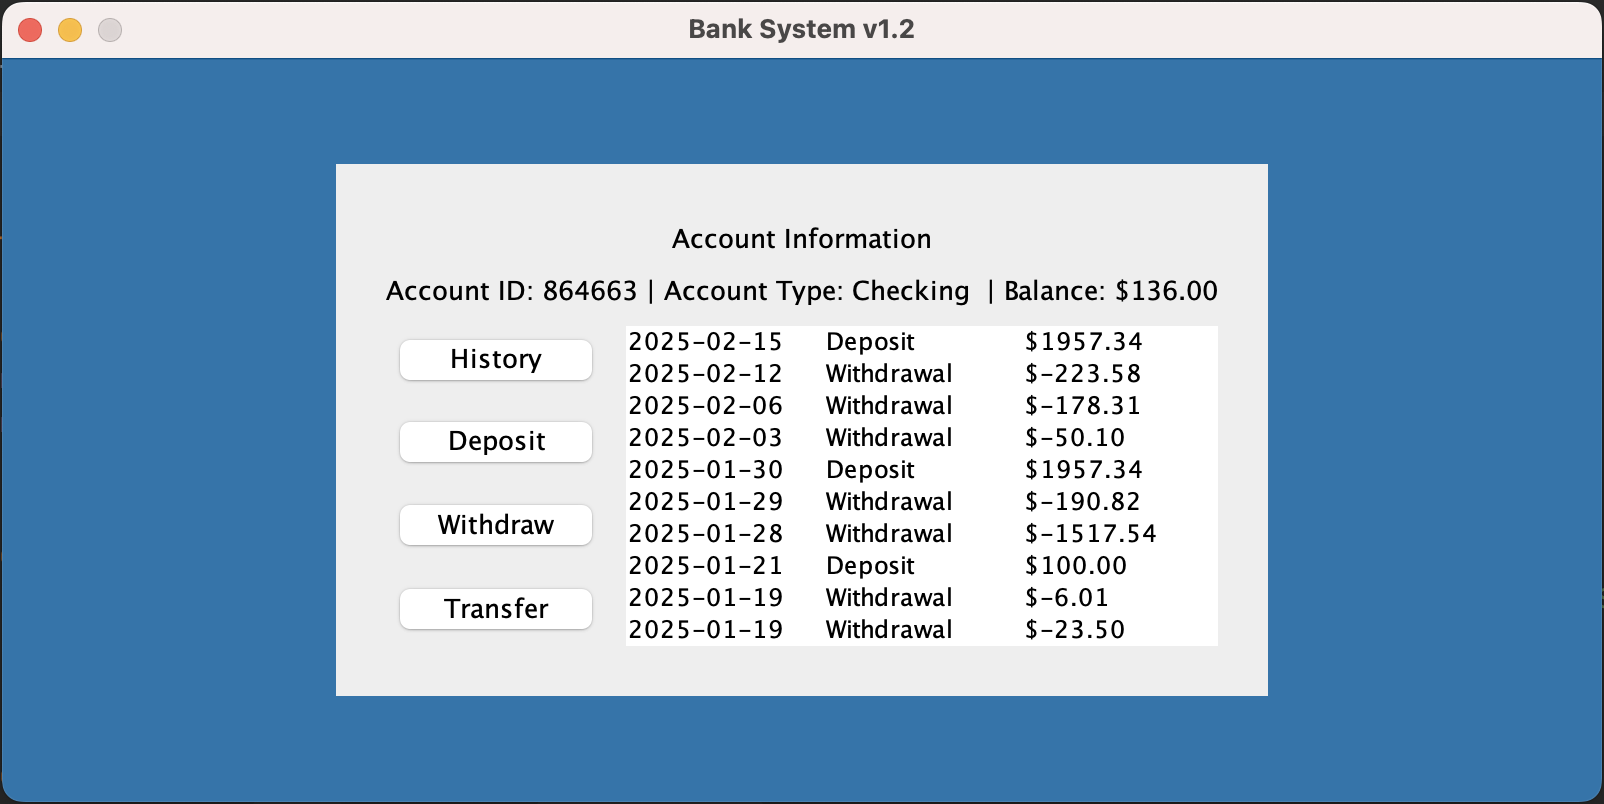 Bank System v1.2
Account Information
Account ID: 864663 | Account Type: Checking  | Balance: $136.00
History
Deposit
Withdraw
Transfer
2025-02-15 Deposit $1957.34
2025-02-12 Withdrawal $-223.58
2025-02-06 Withdrawal $-178.31
2025-02-03 Withdrawal $-50.10
2025-01-30 Deposit $1957.34
2025-01-29 Withdrawal $-190.82
2025-01-28 Withdrawal $-1517.54
2025-01-21 Deposit $100.00
2025-01-19 Withdrawal $-6.01
2025-01-19 Withdrawal $-23.50